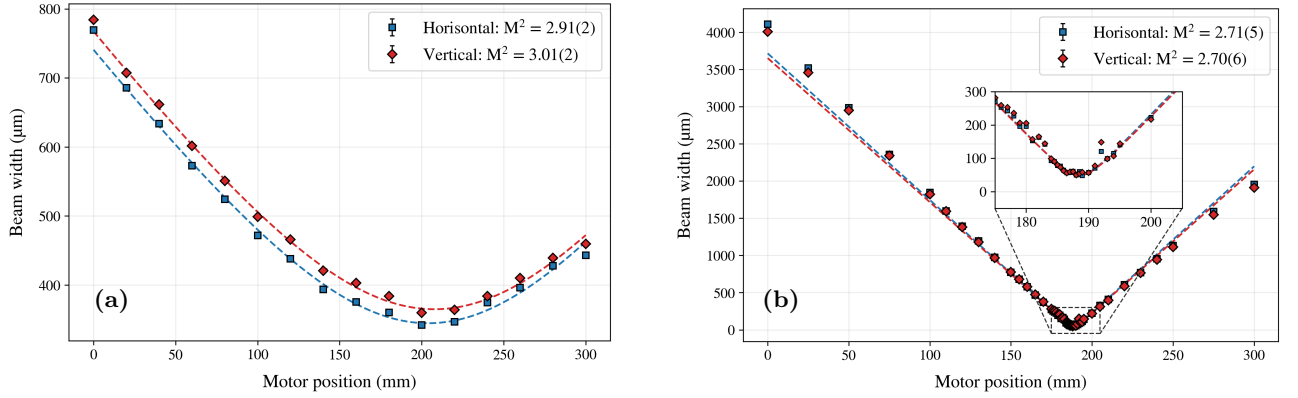 800
700
600
500
400
Beam width (μm)
Horisontal: M² = 2.91(2)
Vertical: M² = 3.01(2)
(a)
0 50 100 150 200 250 300
Motor position (mm)
4000
3500
3000
2500
2000
1500
1000
500
0
Beam width (μm)
Horisontal: M² = 2.71(5)
Vertical: M² = 2.70(6)
300
200
100
0
180 190 200
(b)
0 50 100 150 200 250 300
Motor position (mm)